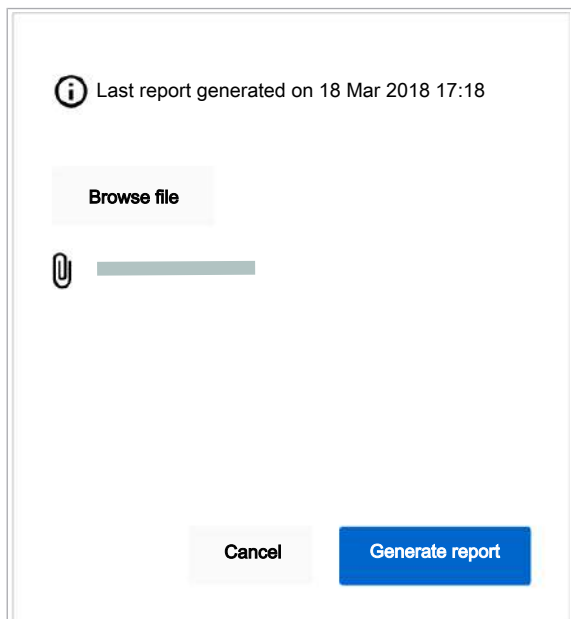 Last report generated on 18 Mar 2018 17:18
Browse file
Cancel
Generate report